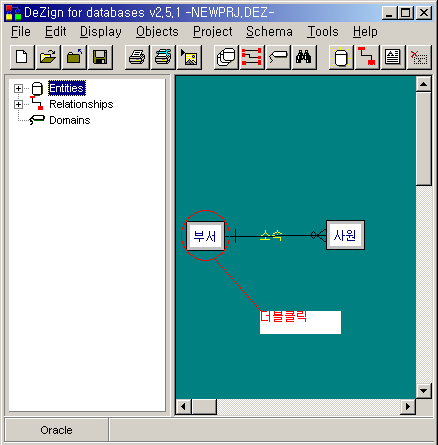 DeZign for databases v2.5.1 -NEWPRJ.DEZ-
File Edit Display Objects Project Schema Tools Help
Entities
Relationships
Domains
부서
소속
사원
더블클릭
Oracle